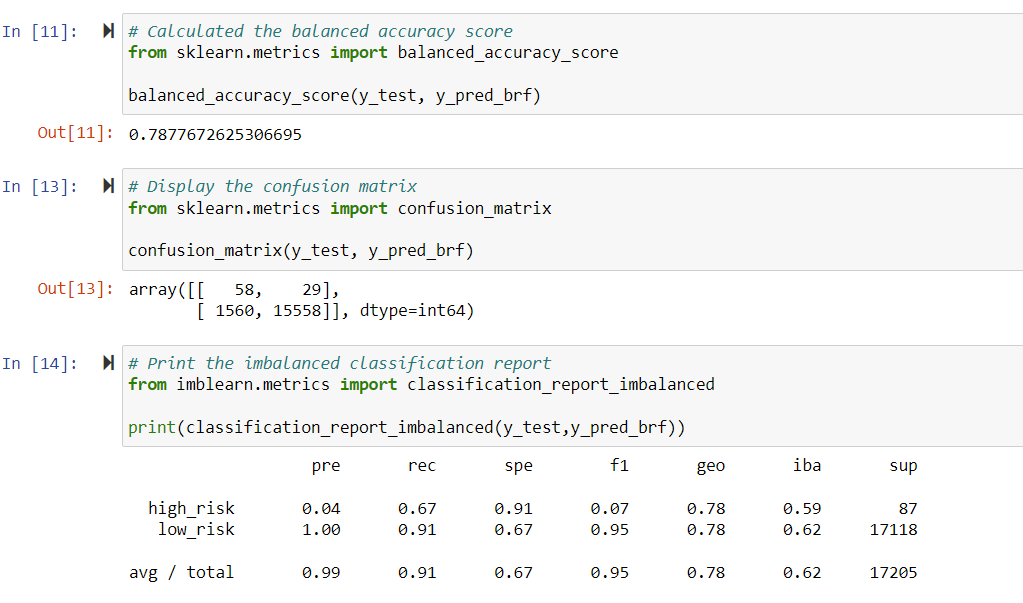 In [11]: # Calculated the balanced accuracy score
from sklearn.metrics import balanced_accuracy_score
balanced_accuracy_score(y_test, y_pred_brf)
Out[11]: 0.7877672625306695
In [13]: # Display the confusion matrix
from sklearn.metrics import confusion_matrix
confusion_matrix(y_test, y_pred_brf)
Out[13]: array([[   58,    29],
       [ 1560, 15558]], dtype=int64)
In [14]: # Print the imbalanced classification report
from imblearn.metrics import classification_report_imbalanced
print(classification_report_imbalanced(y_test,y_pred_brf))
pre rec spe f1 geo iba sup
high_risk 0.04 0.67 0.91 0.07 0.78 0.59 87
low_risk 1.00 0.91 0.67 0.95 0.78 0.62 17118
avg / total 0.99 0.91 0.67 0.95 0.78 0.62 17205